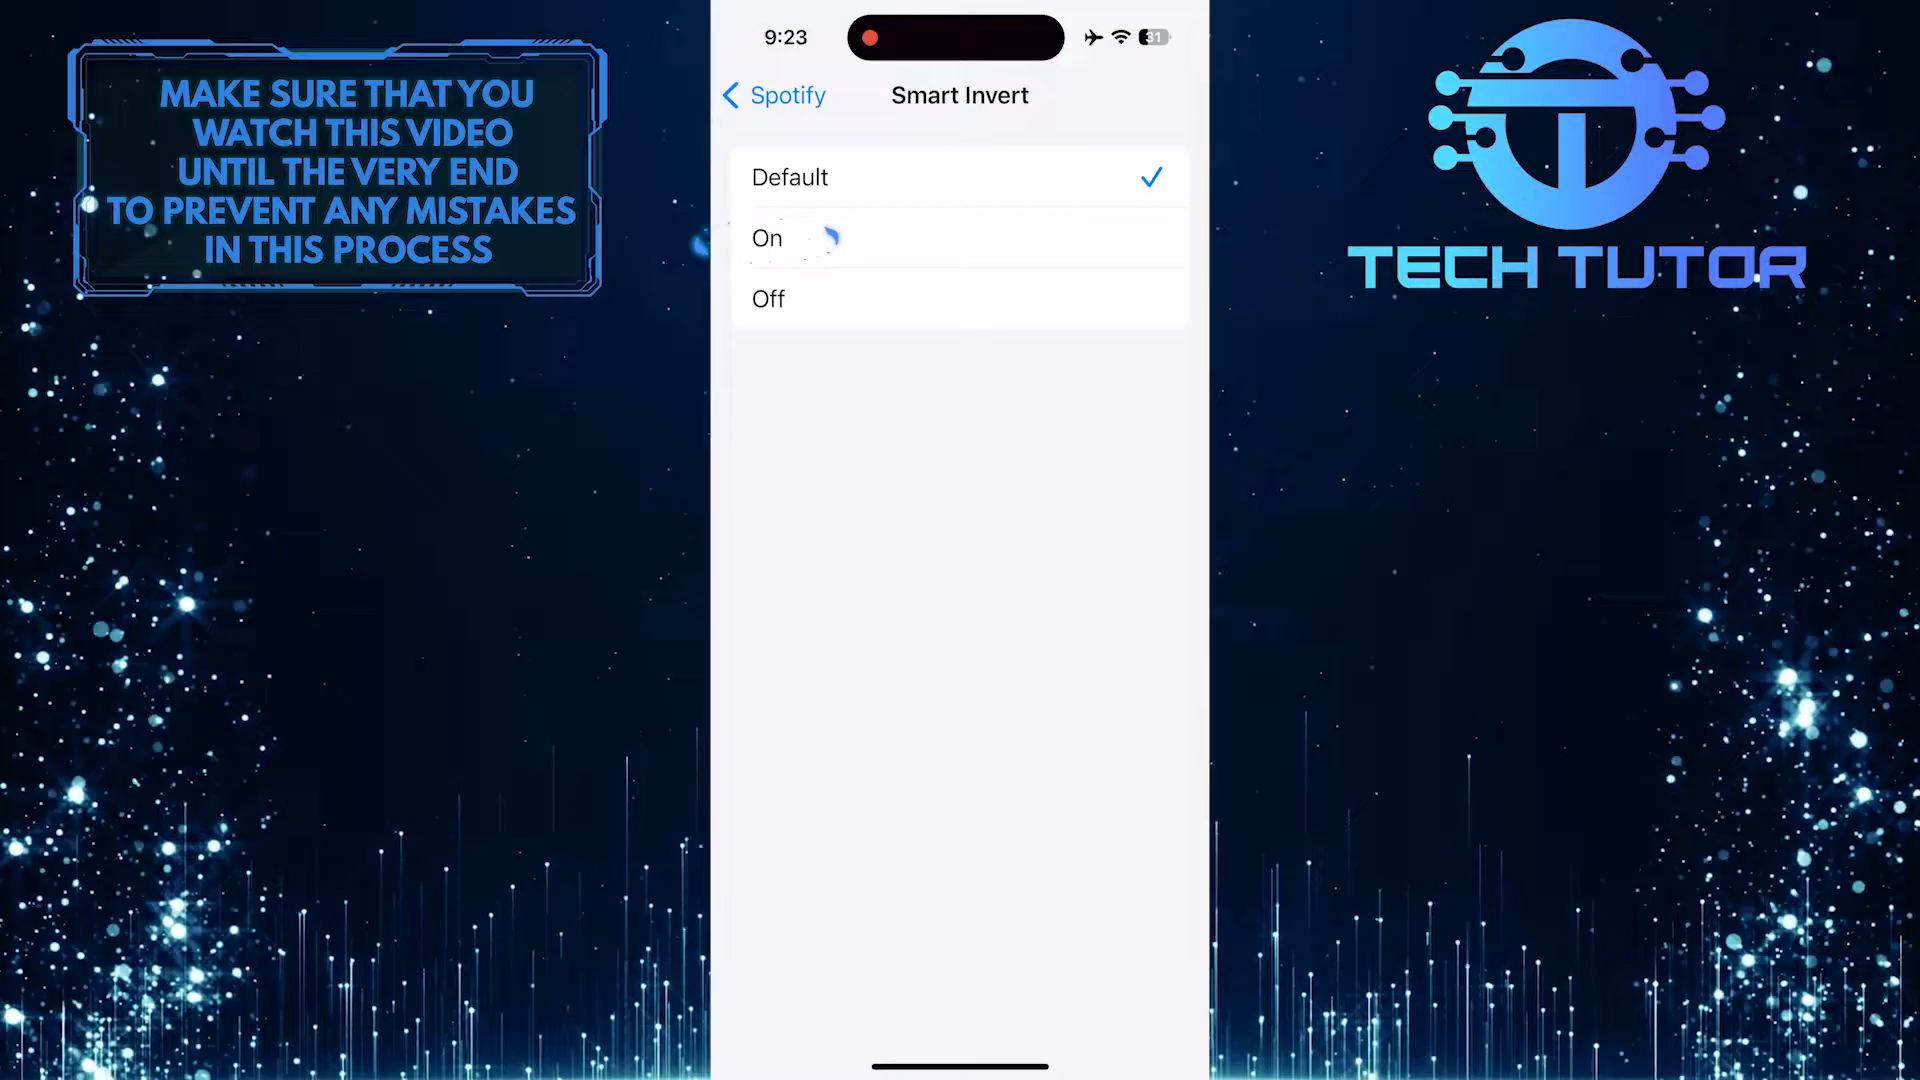 MAKE SURE THAT YOU
WATCH THIS VIDEO
UNTIL THE VERY END
TO PREVENT ANY MISTAKES
IN THIS PROCESS
9:23
31
Spotify
Smart Invert
Default
On
Off
TECH TUTOR